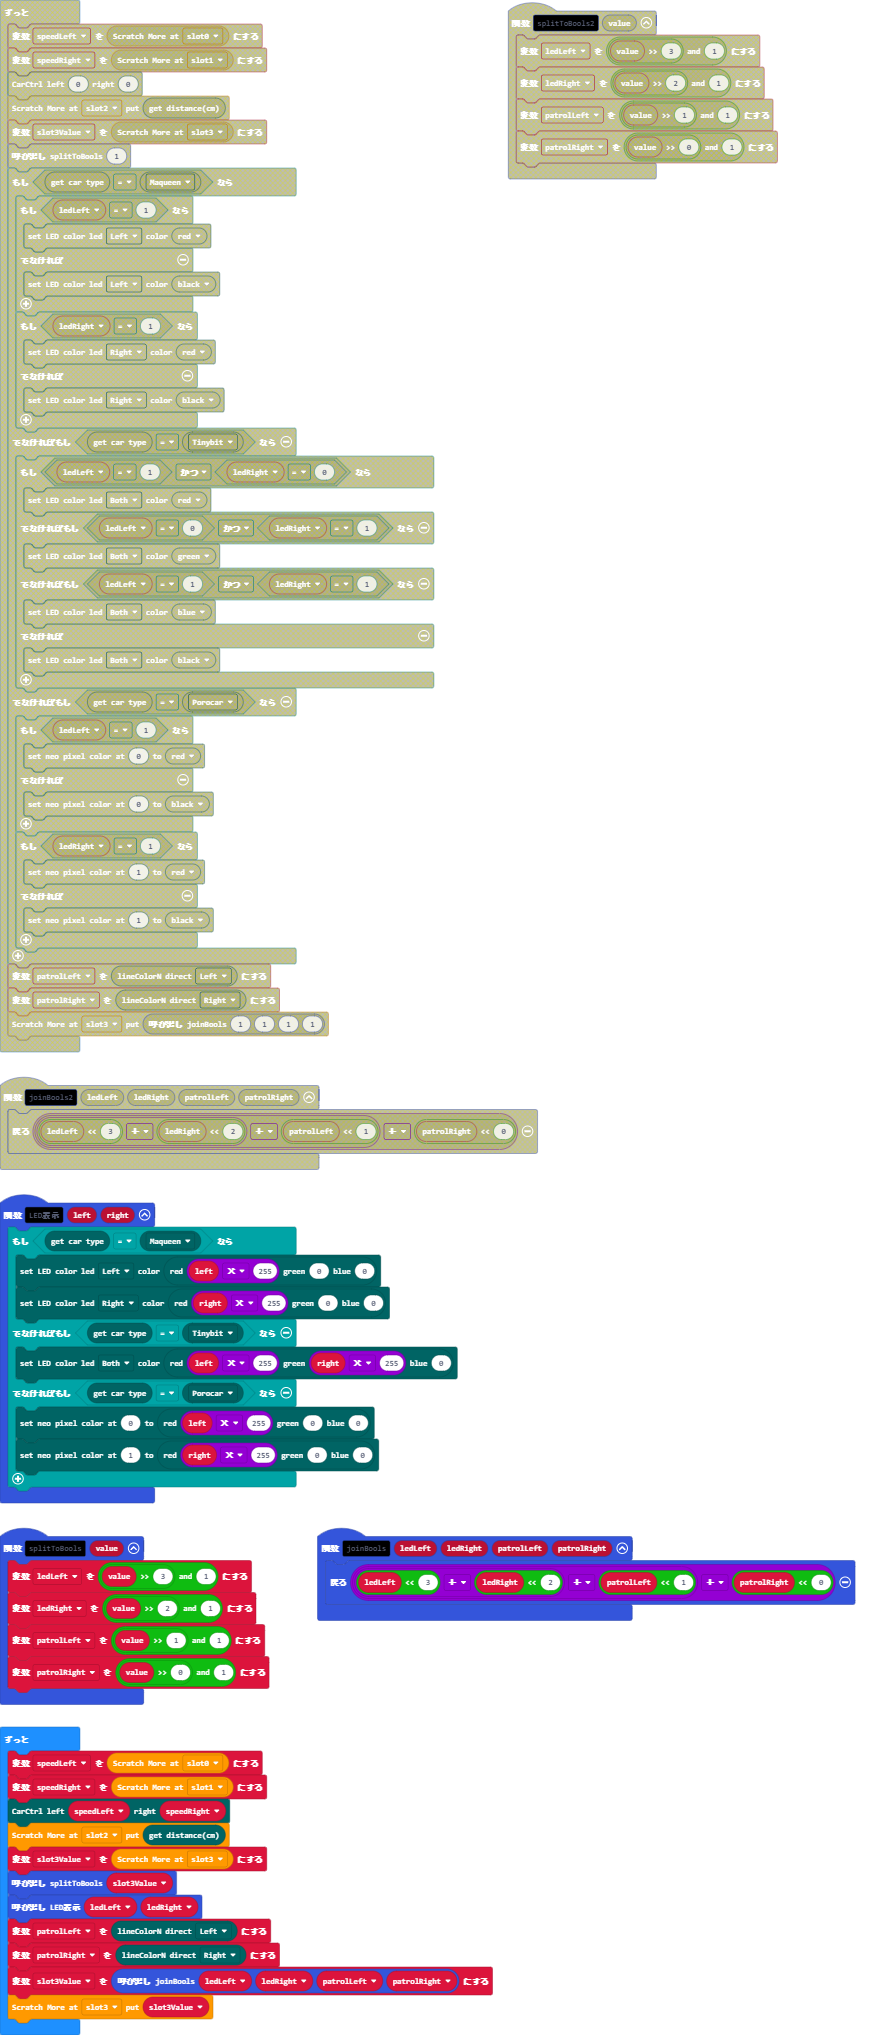 ずっと
変数 speedLeft ▼ を Scratch More at slot0 ▼ にする
変数 speedRight ▼ を Scratch More at slot1 ▼ にする
CarCtrl left 0 right 0
Scratch More at slot2 ▼ put get distance(cm)
変数 slot3Value ▼ を Scratch More at slot3 ▼ にする
呼び出し splitToBools 1
もし get car type = ▼ Maqueen ▼ なら
もし ledLeft ▼ = ▼ 1 なら
set LED color led Left ▼ color red ▼
でなければ
set LED color led Left ▼ color black ▼
もし ledRight ▼ = ▼ 1 なら
set LED color led Right ▼ color red ▼
でなければ
set LED color led Right ▼ color black ▼
でなければもし get car type = ▼ Tinybit ▼ なら
もし ledLeft ▼ = ▼ 1 かつ ▼ ledRight ▼ = ▼ 0 なら
set LED color led Both ▼ color red ▼
でなければもし ledLeft ▼ = ▼ 0 かつ ▼ ledRight ▼ = ▼ 1 なら
set LED color led Both ▼ color green ▼
でなければもし ledLeft ▼ = ▼ 1 かつ ▼ ledRight ▼ = ▼ 1 なら
set LED color led Both ▼ color blue ▼
でなければ
set LED color led Both ▼ color black ▼
でなければもし get car type = ▼ Porocar ▼ なら
もし ledLeft ▼ = ▼ 1 なら
set neo pixel color at 0 to red ▼
でなければ
set neo pixel color at 0 to black ▼
もし ledRight ▼ = ▼ 1 なら
set neo pixel color at 1 to red ▼
でなければ
set neo pixel color at 1 to black ▼
変数 patrolLeft ▼ を lineColorN direct Left ▼ にする
変数 patrolRight ▼ を lineColorN direct Right ▼ にする
Scratch More at slot3 ▼ put 呼び出し joinBools 1 1 1 1
関数 splitToBools2 value
変数 ledLeft ▼ を value >> 3 and 1 にする
変数 ledRight ▼ を value >> 2 and 1 にする
変数 patrolLeft ▼ を value >> 1 and 1 にする
変数 patrolRight ▼ を value >> 0 and 1 にする
関数 joinBools2 ledLeft ledRight patrolLeft patrolRight
戻る ledLeft << 3 + ▼ ledRight << 2 + ▼ patrolLeft << 1 + ▼ patrolRight << 0
関数 LED表示 left right
もし get car type = ▼ Maqueen ▼ なら
set LED color led Left ▼ color red left × ▼ 255 green 0 blue 0
set LED color led Right ▼ color red right × ▼ 255 green 0 blue 0
でなければもし get car type = ▼ Tinybit ▼ なら
set LED color led Both ▼ color red left × ▼ 255 green right × ▼ 255 blue 0
でなければもし get car type = ▼ Porocar ▼ なら
set neo pixel color at 0 to red left × ▼ 255 green 0 blue 0
set neo pixel color at 1 to red right × ▼ 255 green 0 blue 0
関数 splitToBools value
変数 ledLeft ▼ を value >> 3 and 1 にする
変数 ledRight ▼ を value >> 2 and 1 にする
変数 patrolLeft ▼ を value >> 1 and 1 にする
変数 patrolRight ▼ を value >> 0 and 1 にする
関数 joinBools ledLeft ledRight patrolLeft patrolRight
戻る ledLeft << 3 + ▼ ledRight << 2 + ▼ patrolLeft << 1 + ▼ patrolRight << 0
ずっと
変数 speedLeft ▼ を Scratch More at slot0 ▼ にする
変数 speedRight ▼ を Scratch More at slot1 ▼ にする
CarCtrl left speedLeft ▼ right speedRight ▼
Scratch More at slot2 ▼ put get distance(cm)
変数 slot3Value ▼ を Scratch More at slot3 ▼ にする
呼び出し splitToBools slot3Value ▼
呼び出し LED表示 ledLeft ▼ ledRight ▼
変数 patrolLeft ▼ を lineColorN direct Left ▼ にする
変数 patrolRight ▼ を lineColorN direct Right ▼ にする
変数 slot3Value ▼ を 呼び出し joinBools ledLeft ▼ ledRight ▼ patrolLeft ▼ patrolRight ▼ にする
Scratch More at slot3 ▼ put slot3Value ▼